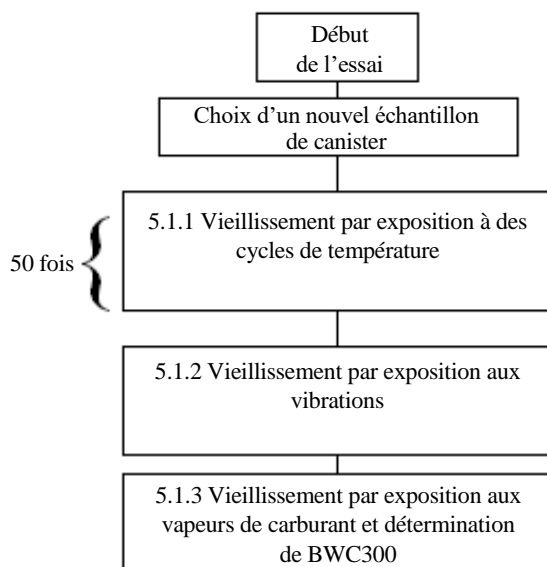 Début
de l’essai
Choix d’un nouvel échantillon
de canister
5.1.1 Vieillissement par exposition à des
cycles de température
50 fois
5.1.2 Vieillissement par exposition aux
vibrations
5.1.3 Vieillissement par exposition aux
vapeurs de carburant et détermination
de BWC300